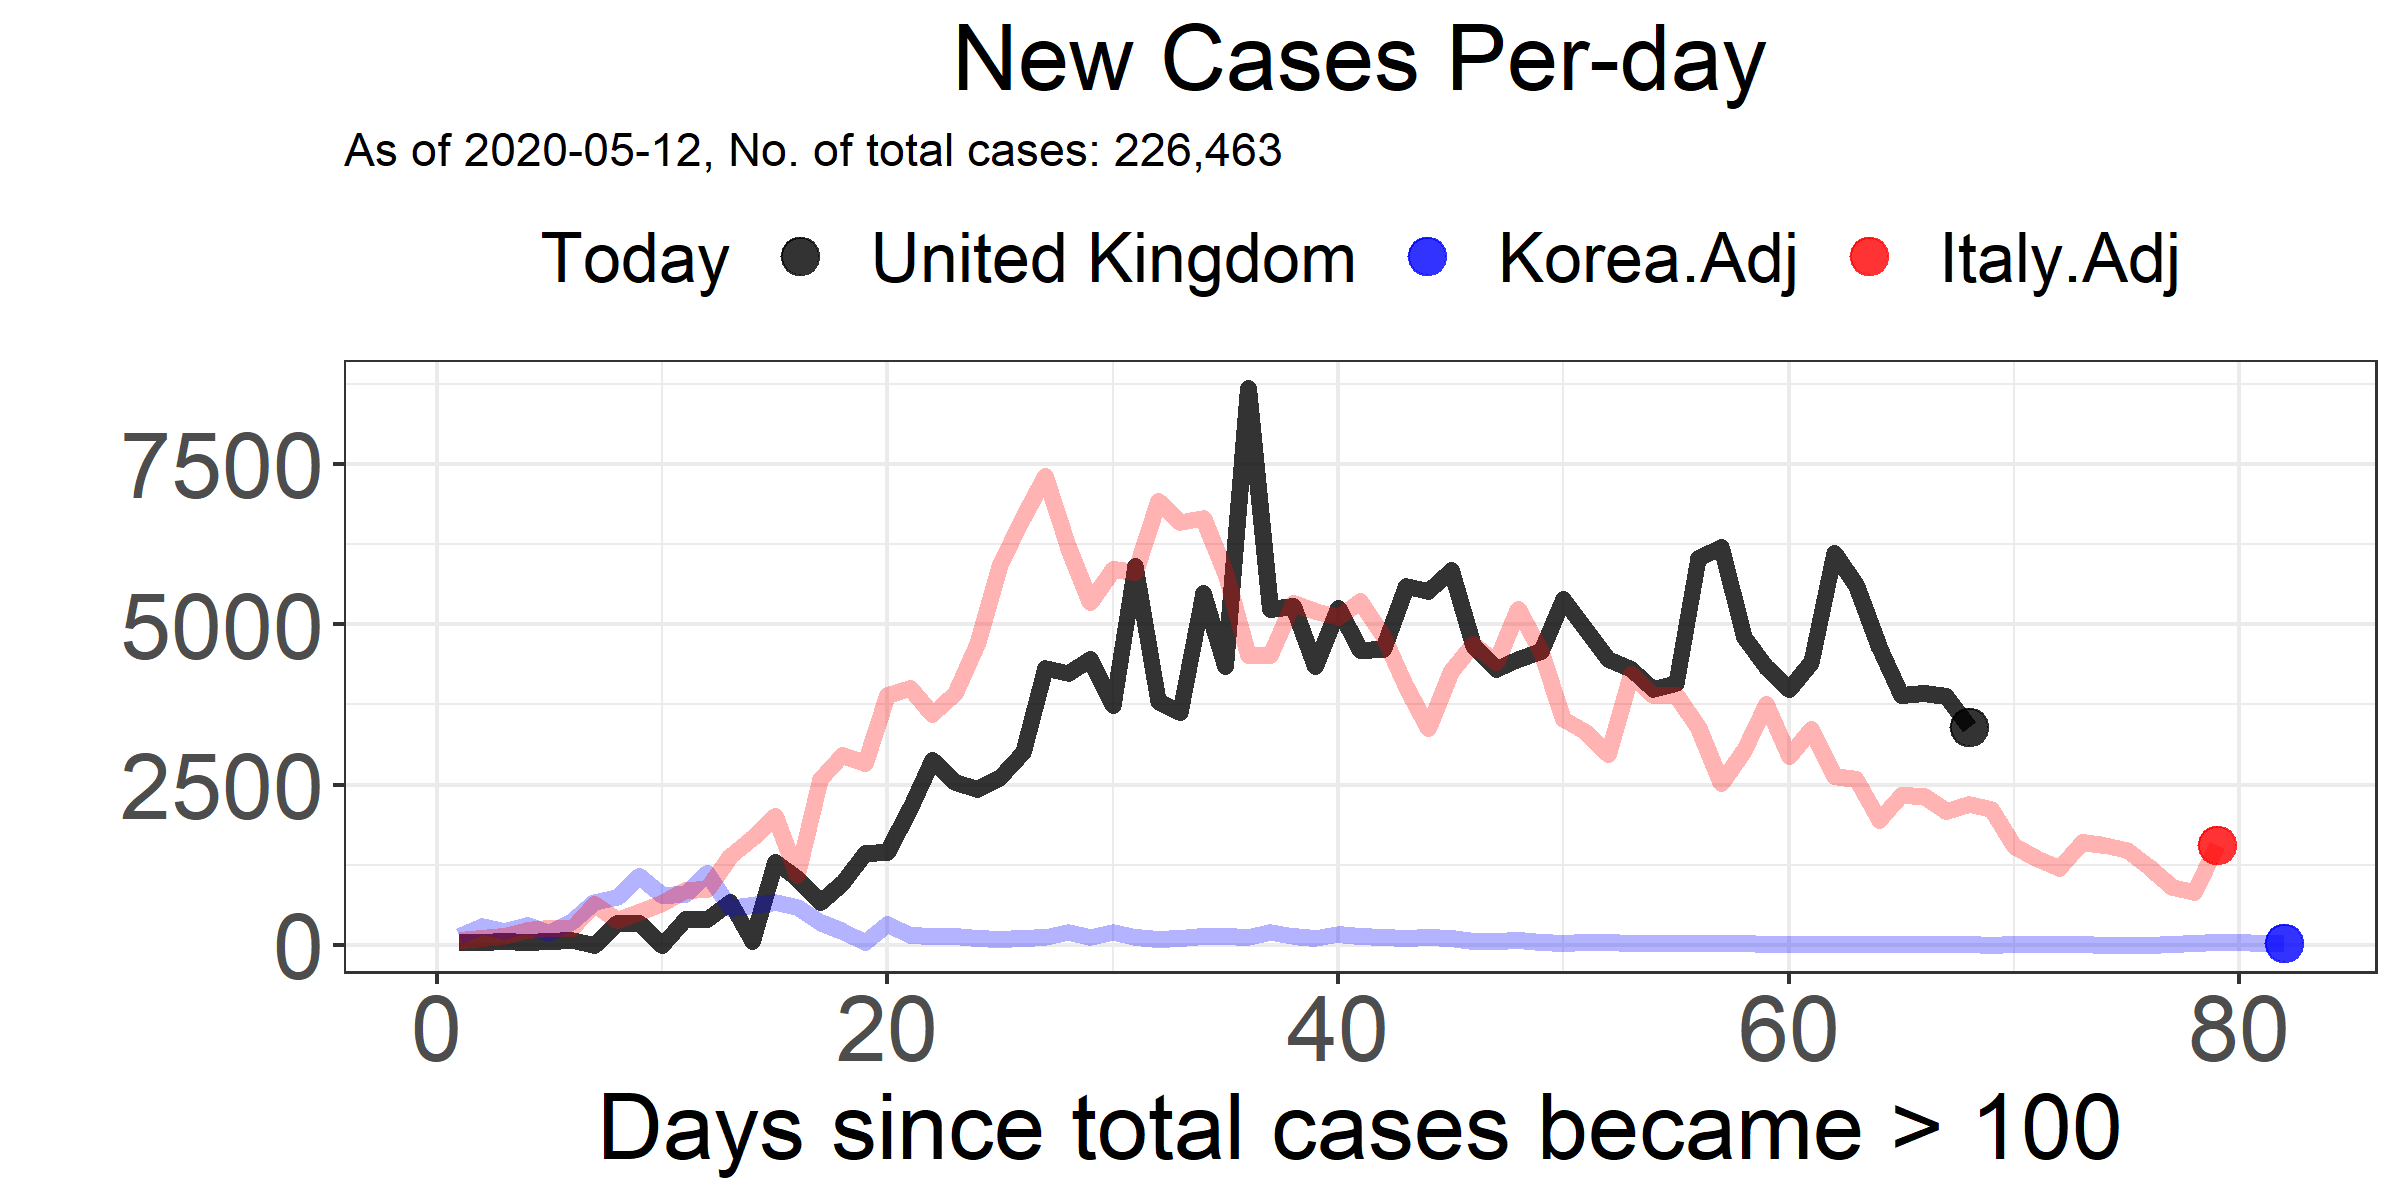 New Cases Per-day
As of 2020-05-12, No. of total cases: 226,463
Today United Kingdom Korea.Adj Italy.Adj
7500
5000
2500
0
0 20 40 60 80
Days since total cases became > 100